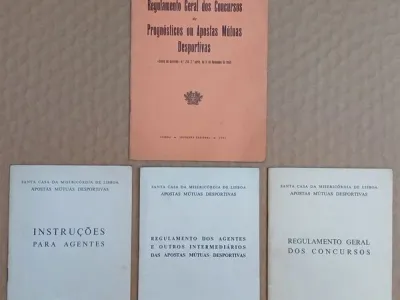 Regulamento Geral dos Concursos
de
Prognósticos ou Apostas Mútuas
Desportivas
SANTA CASA DA MISERICÓRDIA DE LISBOA
APOSTAS MÚTUAS DESPORTIVAS
INSTRUÇÕES
PARA AGENTES
SANTA CASA DA MISERICÓRDIA DE LISBOA
APOSTAS MÚTUAS DESPORTIVAS
REGULAMENTO DOS AGENTES
E OUTROS INTERMEDIÁRIOS
DAS APOSTAS MÚTUAS DESPORTIVAS
SANTA CASA DA MISERICÓRDIA DE LISBOA
APOSTAS MÚTUAS DESPORTIVAS
REGULAMENTO GERAL
DOS CONCURSOS